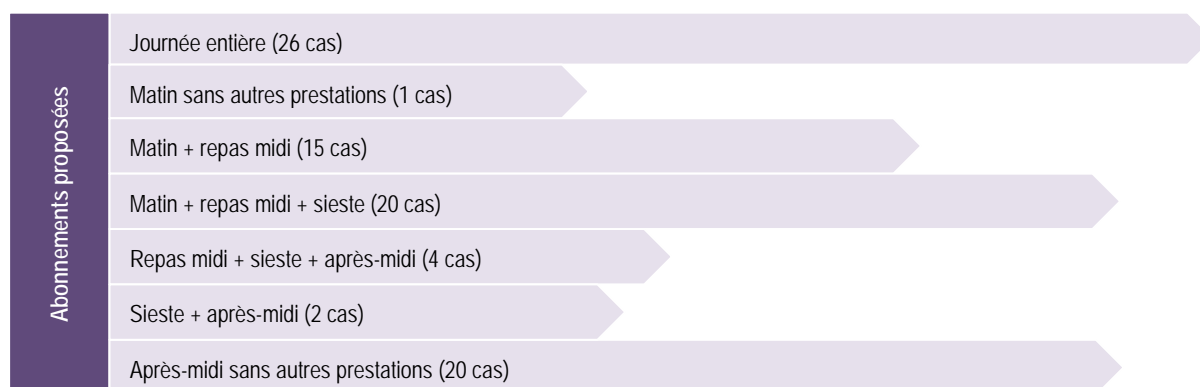 Abonnements proposées
Journée entière (26 cas)
Matin sans autres prestations (1 cas)
Matin + repas midi (15 cas)
Matin + repas midi + sieste (20 cas)
Repas midi + sieste + après-midi (4 cas)
Sieste + après-midi (2 cas)
Après-midi sans autres prestations (20 cas)